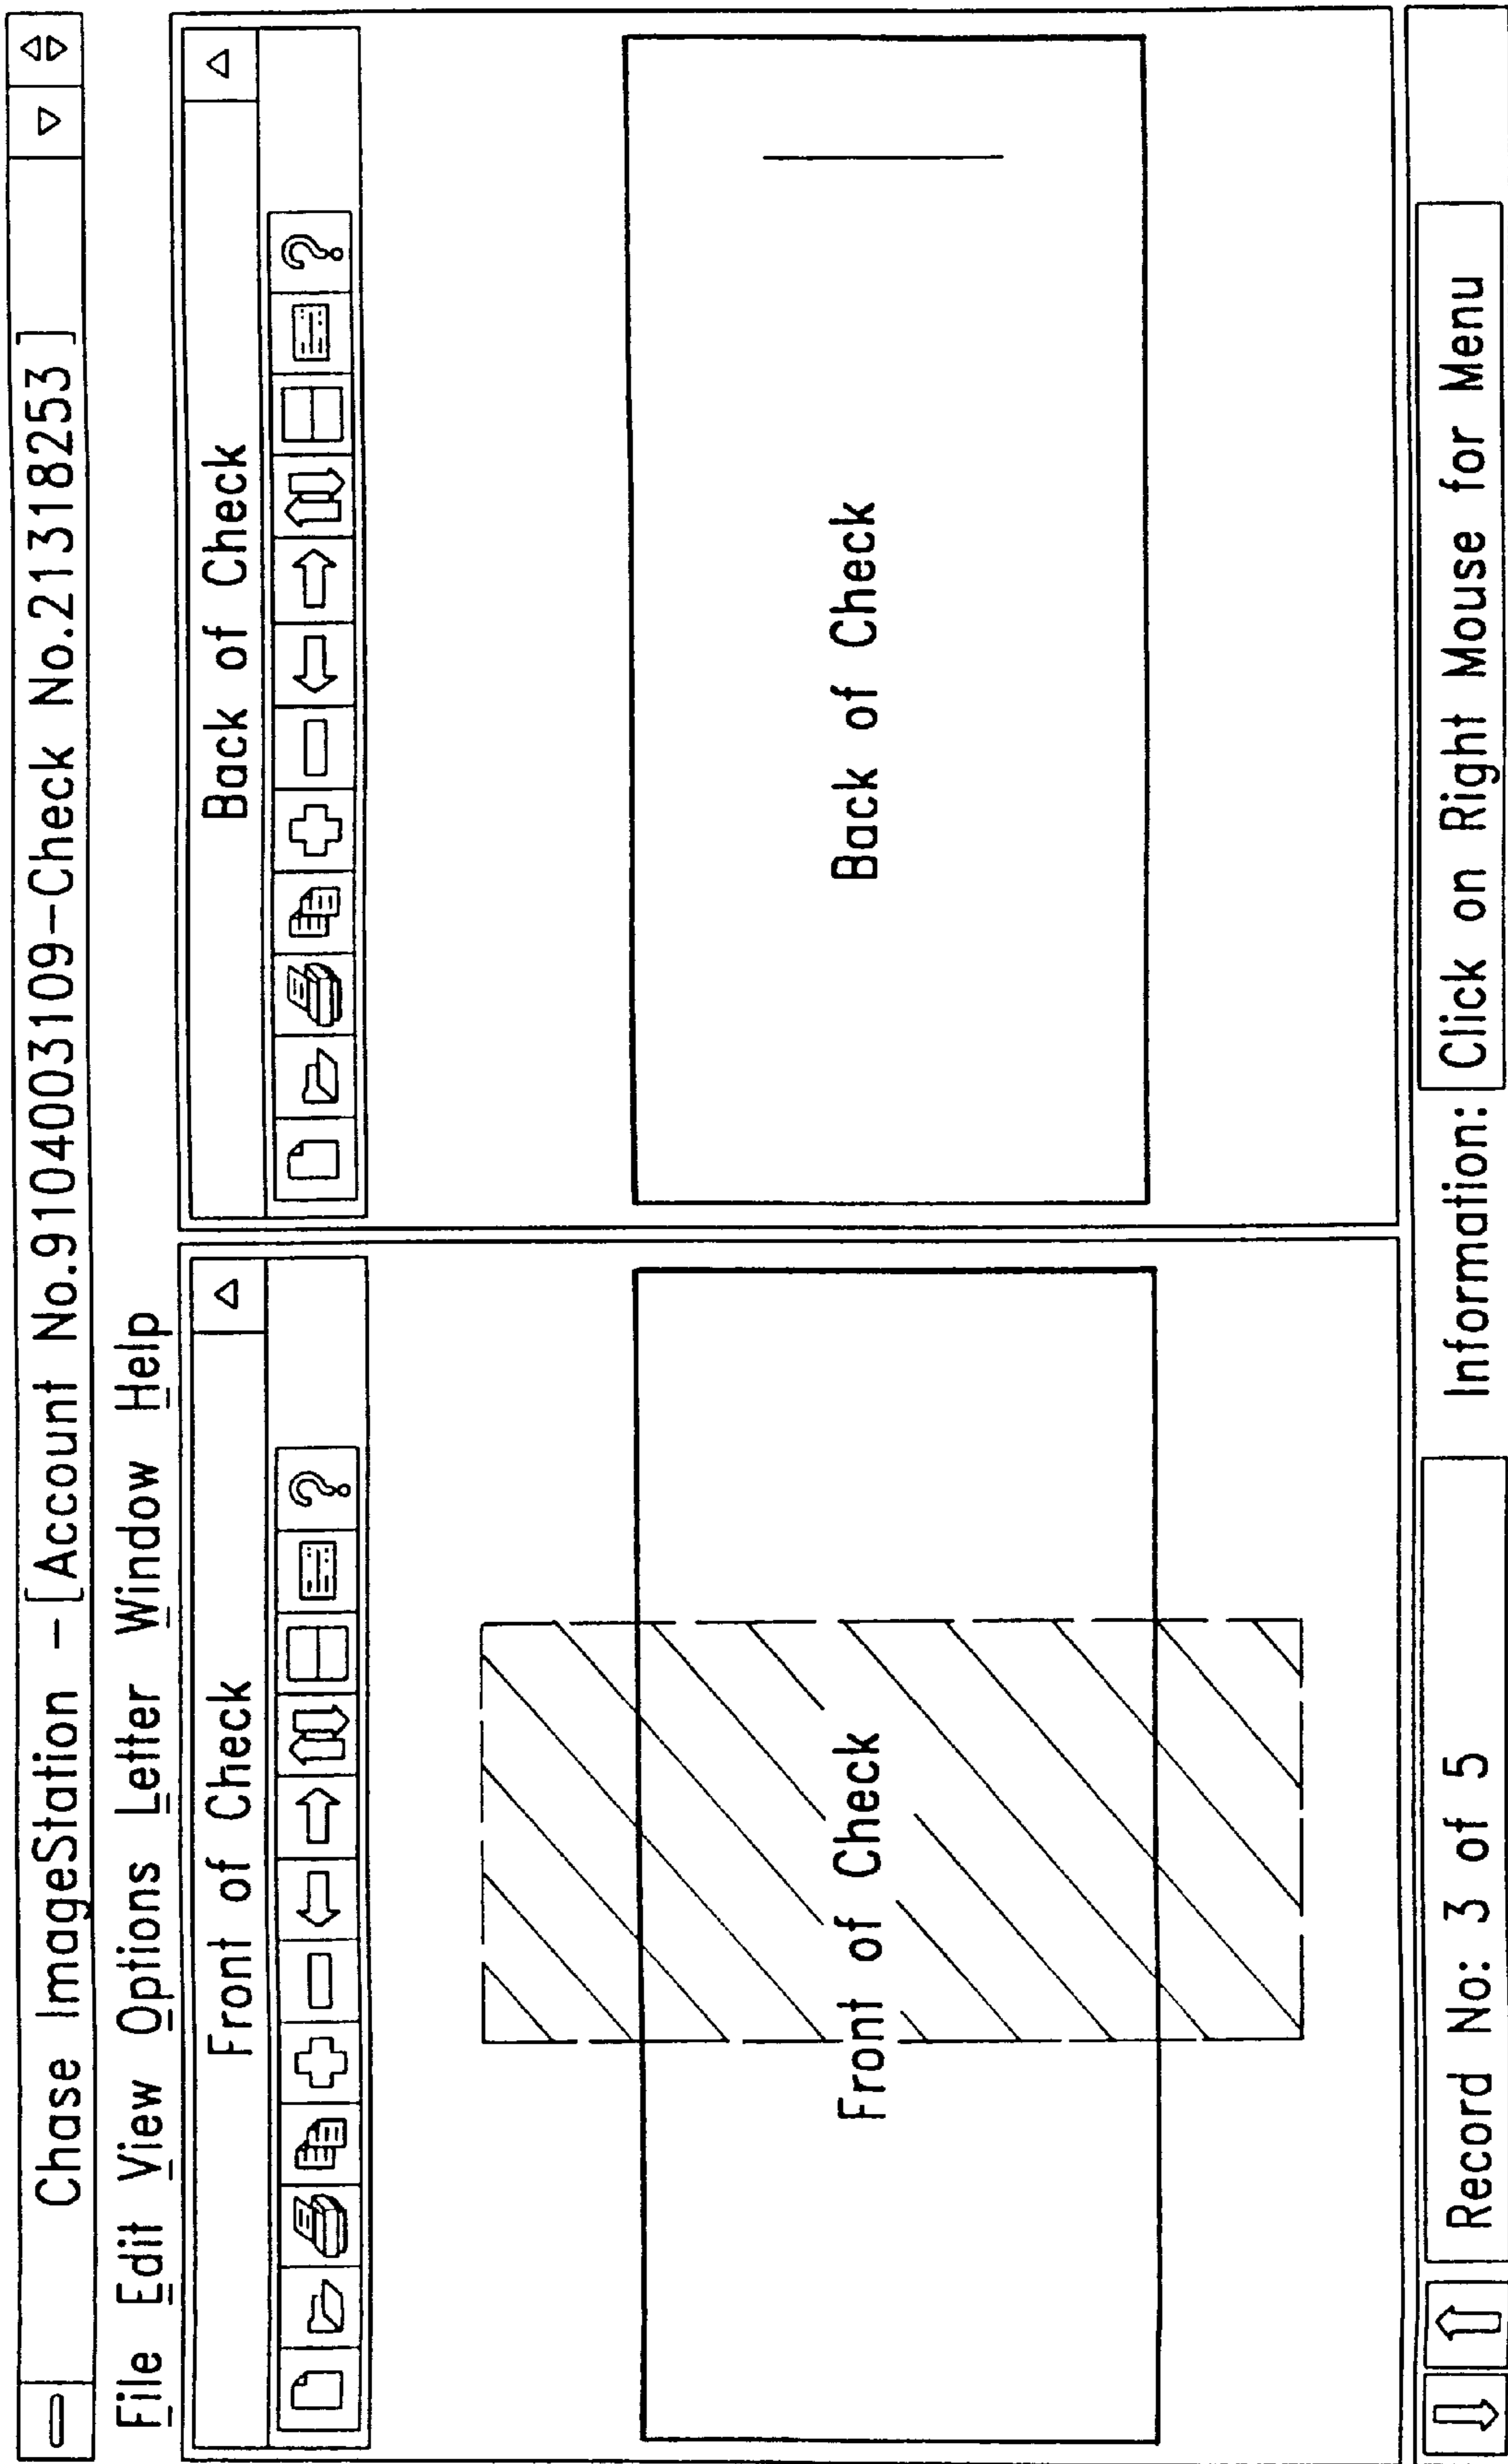 Chase ImageStation - [Account No.9104003109-Check No.21318253]
File Edit View Options Letter Window Help
Front of Check
?
Front of Check
Back of Check
?
Back of Check
Record No: 3 of 5
Information: Click on Right Mouse for Menu